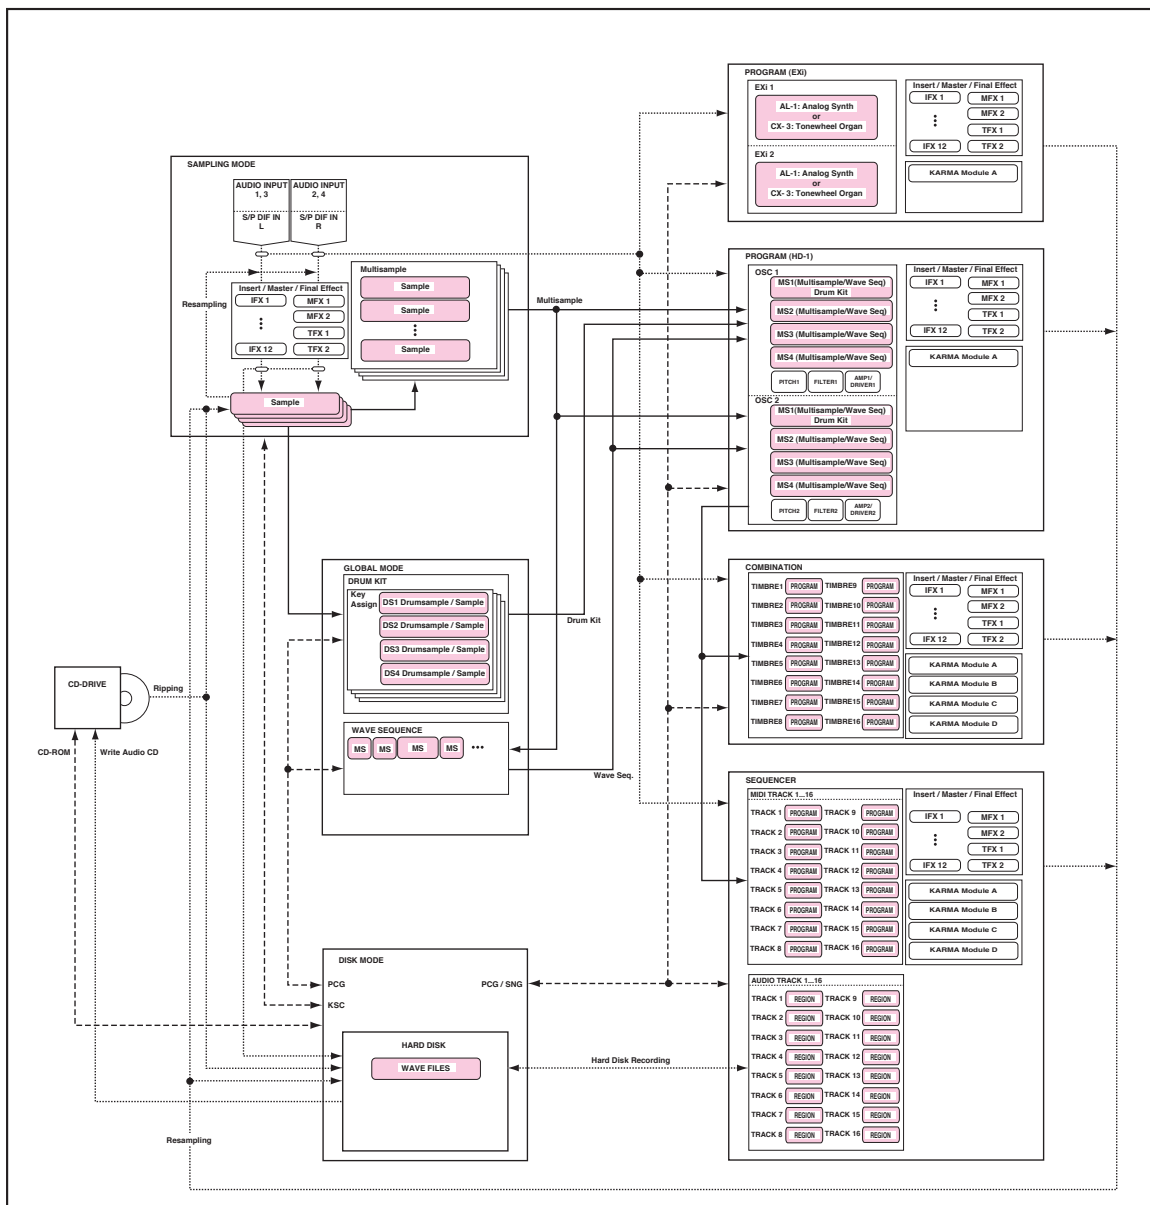 PROGRAM (EXi)
EXi 1
AL-1: Analog Synth
or
CX- 3: Tonewheel Organ
EXi 2
AL-1: Analog Synth
or
CX- 3: Tonewheel Organ
Insert / Master / Final Effect
IFX 1
MFX 1
MFX 2
TFX 1
IFX 12
TFX 2
KARMA Module A
SAMPLING MODE
AUDIO INPUT
1, 3
AUDIO INPUT
2, 4
S/P DIF IN
L
S/P DIF IN
R
Resampling
Insert / Master / Final Effect
IFX 1
MFX 1
MFX 2
TFX 1
IFX 12
TFX 2
Sample
Multisample
Sample
Sample
Sample
Multisample
PROGRAM (HD-1)
OSC 1
MS1(Multisample/Wave Seq)
Drum Kit
MS2 (Multisample/Wave Seq)
MS3 (Multisample/Wave Seq)
MS4 (Multisample/Wave Seq)
PITCH1
FILTER1
AMP1/
DRIVER1
OSC 2
MS1(Multisample/Wave Seq)
Drum Kit
MS2 (Multisample/Wave Seq)
MS3 (Multisample/Wave Seq)
MS4 (Multisample/Wave Seq)
PITCH2
FILTER2
AMP2/
DRIVER2
Insert / Master / Final Effect
IFX 1
MFX 1
MFX 2
TFX 1
IFX 12
TFX 2
KARMA Module A
GLOBAL MODE
DRUM KIT
Key
Assign
DS1 Drumsample / Sample
DS2 Drumsample / Sample
DS3 Drumsample / Sample
DS4 Drumsample / Sample
Drum Kit
WAVE SEQUENCE
MS
MS
MS
MS
Wave Seq.
COMBINATION
TIMBRE1 PROGRAM TIMBRE9 PROGRAM
TIMBRE2 PROGRAM TIMBRE10 PROGRAM
TIMBRE3 PROGRAM TIMBRE11 PROGRAM
TIMBRE4 PROGRAM TIMBRE12 PROGRAM
TIMBRE5 PROGRAM TIMBRE13 PROGRAM
TIMBRE6 PROGRAM TIMBRE14 PROGRAM
TIMBRE7 PROGRAM TIMBRE15 PROGRAM
TIMBRE8 PROGRAM TIMBRE16 PROGRAM
Insert / Master / Final Effect
IFX 1
MFX 1
MFX 2
TFX 1
IFX 12
TFX 2
KARMA Module A
KARMA Module B
KARMA Module C
KARMA Module D
CD-DRIVE
Ripping
CD-ROM
Write Audio CD
SEQUENCER
MIDI TRACK 1...16
TRACK 1 PROGRAM TRACK 9 PROGRAM
TRACK 2 PROGRAM TRACK 10 PROGRAM
TRACK 3 PROGRAM TRACK 11 PROGRAM
TRACK 4 PROGRAM TRACK 12 PROGRAM
TRACK 5 PROGRAM TRACK 13 PROGRAM
TRACK 6 PROGRAM TRACK 14 PROGRAM
TRACK 7 PROGRAM TRACK 15 PROGRAM
TRACK 8 PROGRAM TRACK 16 PROGRAM
Insert / Master / Final Effect
IFX 1
MFX 1
MFX 2
TFX 1
IFX 12
TFX 2
KARMA Module A
KARMA Module B
KARMA Module C
KARMA Module D
AUDIO TRACK 1...16
TRACK 1 REGION TRACK 9 REGION
TRACK 2 REGION TRACK 10 REGION
TRACK 3 REGION TRACK 11 REGION
TRACK 4 REGION TRACK 12 REGION
TRACK 5 REGION TRACK 13 REGION
TRACK 6 REGION TRACK 14 REGION
TRACK 7 REGION TRACK 15 REGION
TRACK 8 REGION TRACK 16 REGION
DISK MODE
PCG
PCG / SNG
KSC
HARD DISK
WAVE FILES
Hard Disk Recording
Resampling